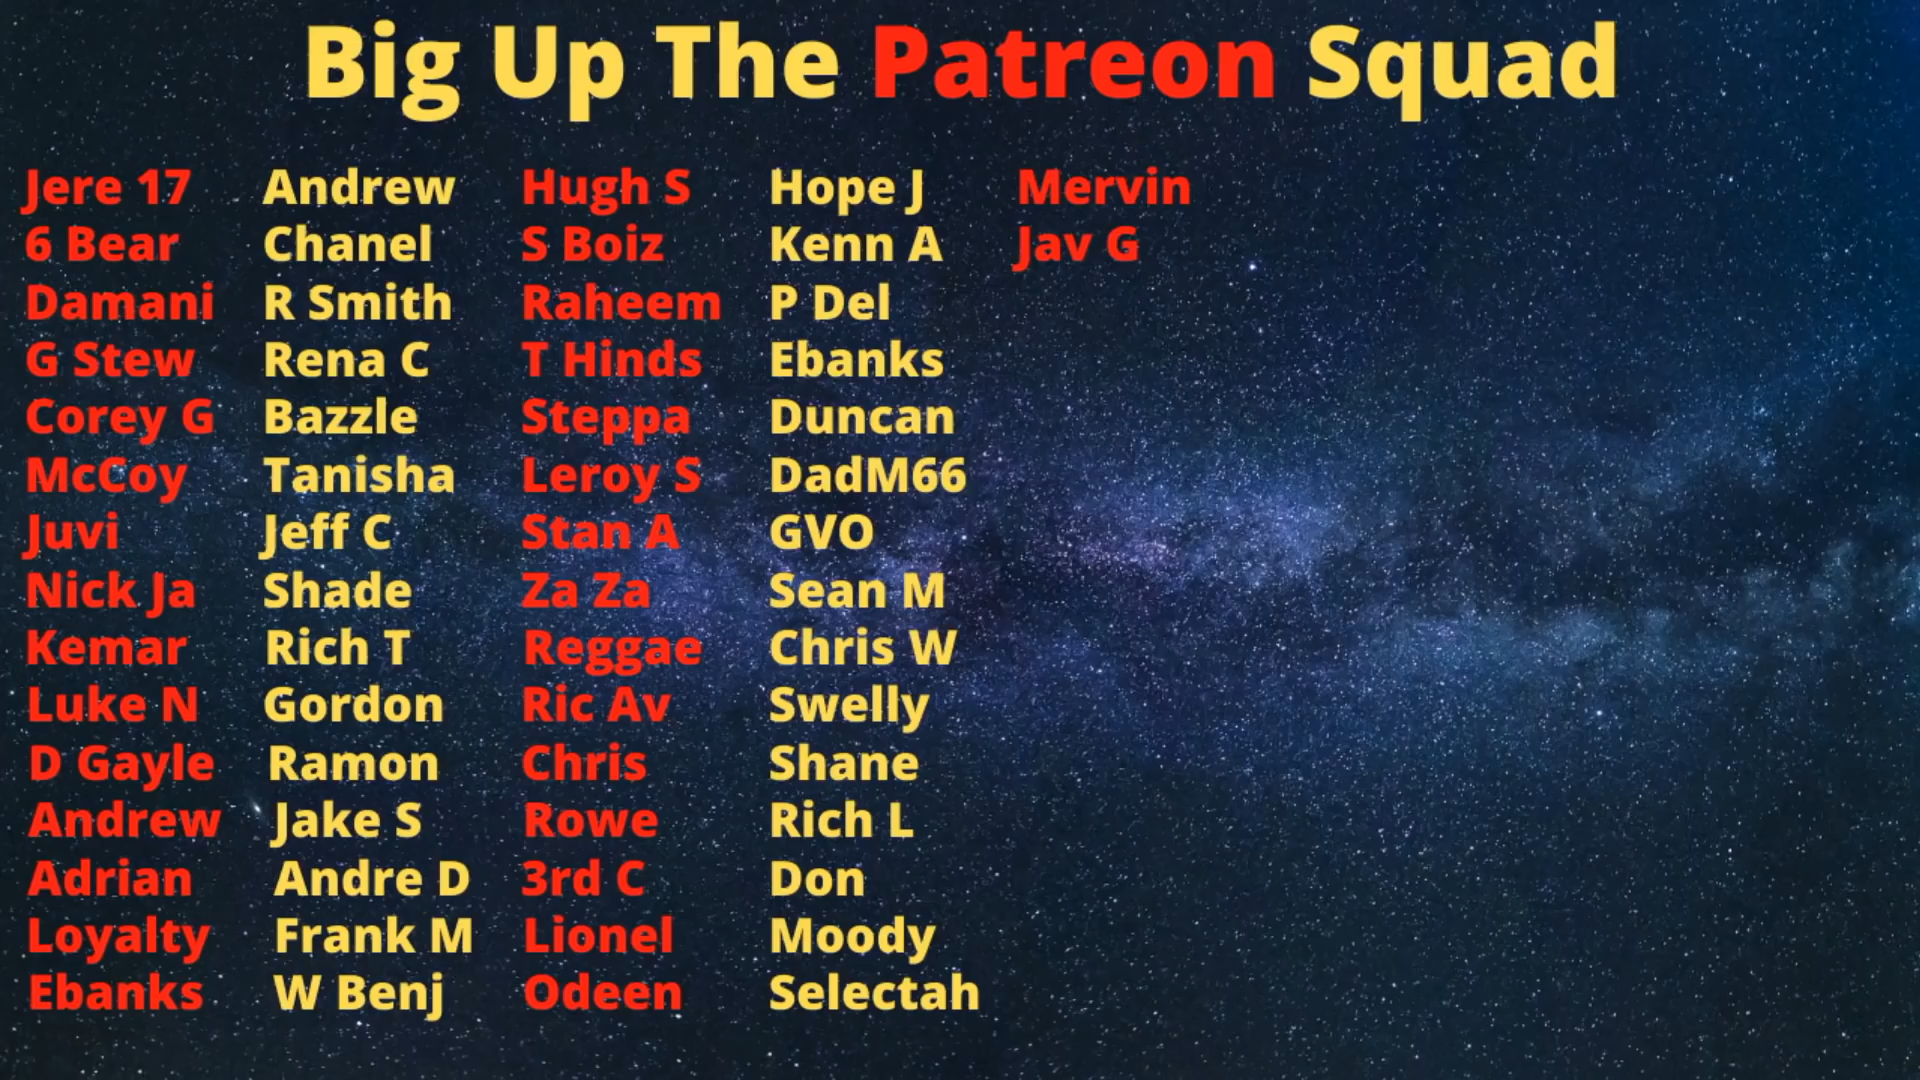 Big Up The Patreon Squad
Jere 17
6 Bear
Damani
G Stew
Corey G
McCoy
Juvi
Nick Ja
Kemar
Luke N
D Gayle
Andrew
Adrian
Loyalty
Ebanks
Andrew
Chanel
R Smith
Rena C
Bazzle
Tanisha
Jeff C
Shade
Rich T
Gordon
Ramon
Jake S
Andre D
Frank M
W Benj
Hugh S
S Boiz
Raheem
T Hinds
Steppa
Leroy S
Stan A
Za Za
Reggae
Ric Av
Chris
Rowe
3rd C
Lionel
Odeen
Hope J
Kenn A
P Del
Ebanks
Duncan
DadM66
GVO
Sean M
Chris W
Swelly
Shane
Rich L
Don
Moody
Selectah
Mervin
Jav G